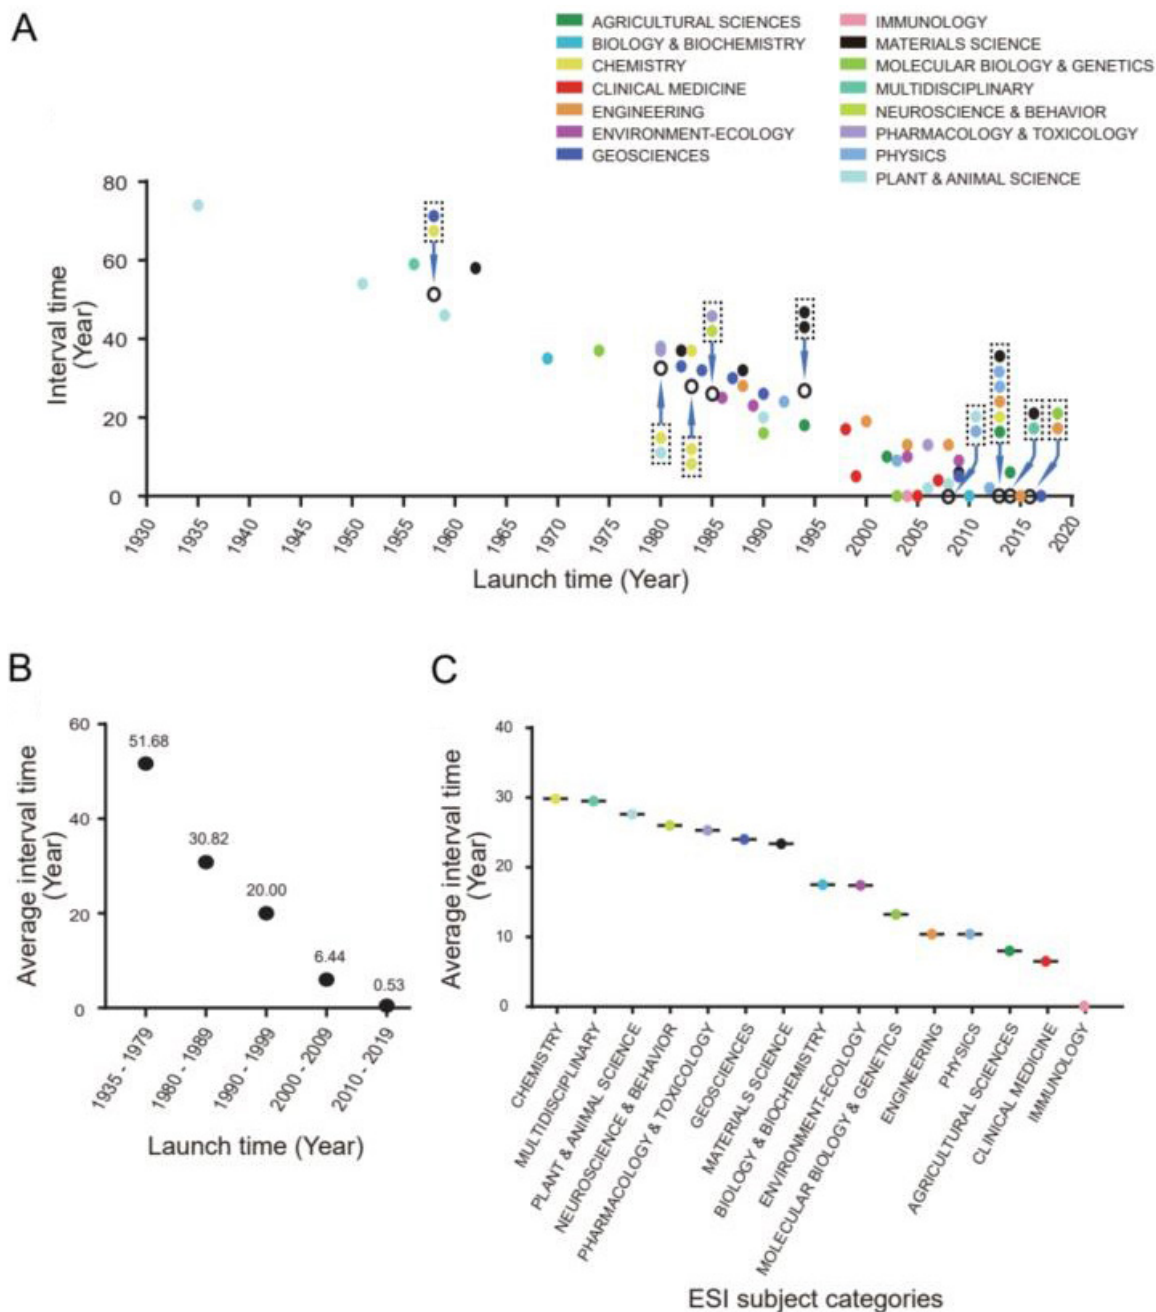 A
AGRICULTURAL SCIENCES
BIOLOGY & BIOCHEMISTRY
CHEMISTRY
CLINICAL MEDICINE
ENGINEERING
ENVIRONMENT-ECOLOGY
GEOSCIENCES
IMMUNOLOGY
MATERIALS SCIENCE
MOLECULAR BIOLOGY & GENETICS
MULTIDISCIPLINARY
NEUROSCIENCE & BEHAVIOR
PHARMACOLOGY & TOXICOLOGY
PHYSICS
PLANT & ANIMAL SCIENCE
Interval time
(Year)
80
60
40
20
0
1930
1935
1940
1945
1950
1955
1960
1965
1970
1975
1980
1985
1990
1995
2000
2005
2010
2015
2020
Launch time (Year)
B
Average interval time
(Year)
60
40
20
0
51.68
30.82
20.00
6.44
0.53
1935 - 1979
1980 - 1989
1990 - 1999
2000 - 2009
2010 - 2019
Launch time (Year)
C
Average interval time
(Year)
40
30
20
10
0
CHEMISTRY
MULTIDISCIPLINARY
PLANT & ANIMAL SCIENCE
NEUROSCIENCE & BEHAVIOR
PHARMACOLOGY & TOXICOLOGY
GEOSCIENCES
MATERIALS SCIENCE
BIOLOGY & BIOCHEMISTRY
ENVIRONMENT-ECOLOGY
MOLECULAR BIOLOGY & GENETICS
ENGINEERING
PHYSICS
AGRICULTURAL SCIENCES
CLINICAL MEDICINE
IMMUNOLOGY
ESI subject categories